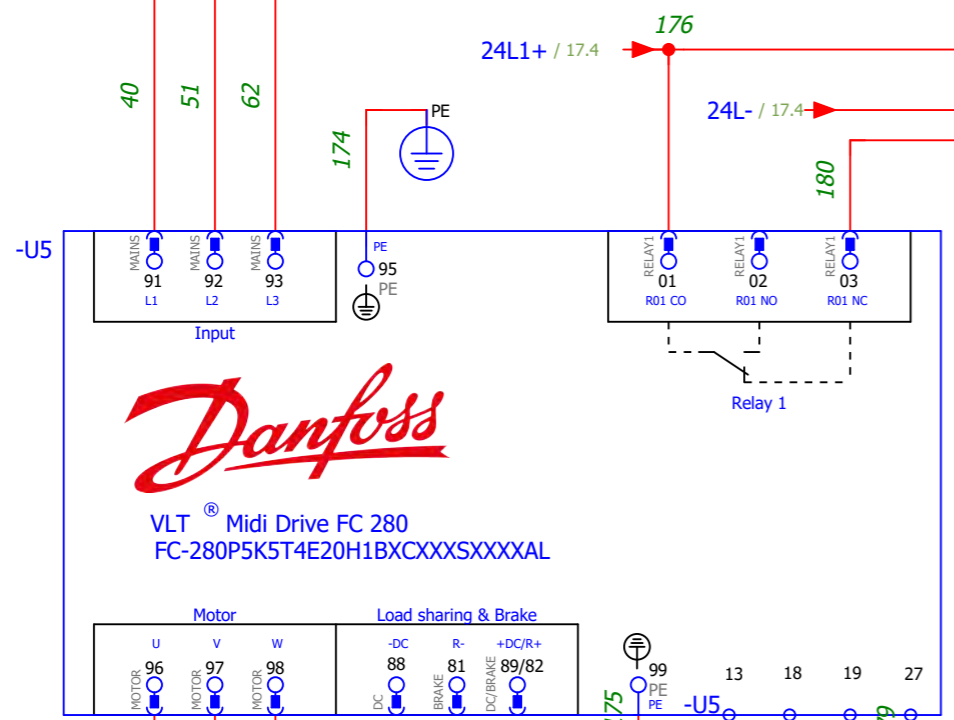 176
24L1+ / 17.4
24L- / 17.4
40
51
62
174
PE
180
-U5
MAINS
MAINS
MAINS
PE
RELAY1
RELAY1
RELAY1
91
92
93
95
01
02
03
L1
L2
L3
PE
R01 CO
R01 NO
R01 NC
Input
Relay 1
Danfoss
VLT ® Midi Drive FC 280
FC-280P5K5T4E20H1BXCXXXSXXXXAL
Motor
Load sharing & Brake
U
V
W
-DC
R-
+DC/R+
96
97
98
88
81
89/82
99
13
18
19
27
MOTOR
MOTOR
MOTOR
DC
BRAKE
DC/BRAKE
PE
PE
-U5